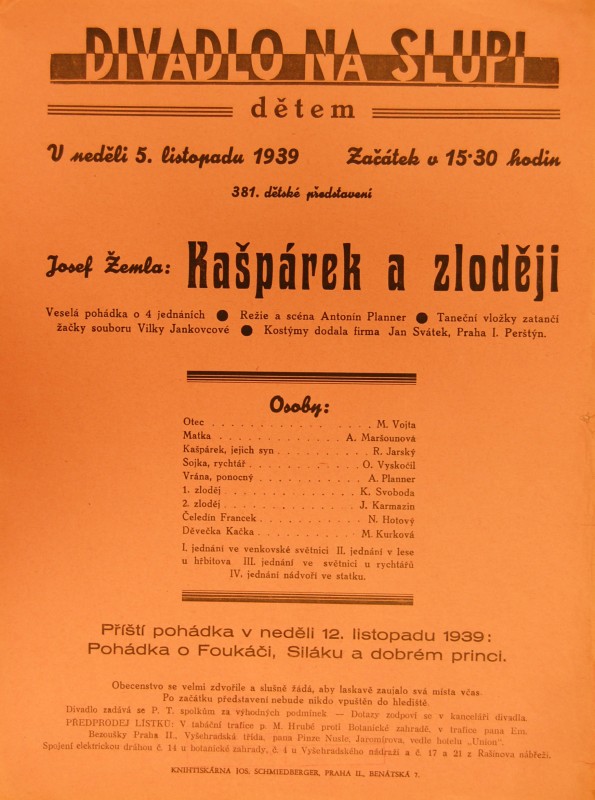 DIVADLO NA SLUPI
dětem
V neděli 5. listopadu 1939 Začátek v 15·30 hodin
381. dětské představení
Josef Žemla: Kašpárek a zloději
Veselá pohádka o 4 jednáních ● Režie a scéna Antonín Planner ● Taneční vložky zatančí
žačky souboru Vilky Jankovcové ● Kostýmy dodala firma Jan Svátek, Praha I. Perštýn.
Osoby:
Otec . . . . . . . . . . . . . . . . M. Vojta
Matka . . . . . . . . . . . . . A. Maršounová
Kašpárek, jejich syn . . . . . . . . . . R. Jarský
Sojka, rychtář . . . . . . . . . . . . O. Vyskočil
Vrána, ponocný . . . . . . . . . . . . A. Planner
1. zloděj . . . . . . . . . . . . . . K. Svoboda
2. zloděj . . . . . . . . . . . . . . J. Karmazin
Čeledín Francek . . . . . . . . . . . N. Hotový
Děvečka Kačka . . . . . . . . . . . . M. Kurková
I. jednání ve venkovské světnici II. jednání v lese
u hřbitova III. jednání ve světnici u rychtářů
IV. jednání nádvoří ve statku.
Příští pohádka v neděli 12. listopadu 1939:
Pohádka o Foukáči, Siláku a dobrém princi.
Obecenstvo se velmi zdvořile a slušně žádá, aby laskavě zaujalo svá místa včas.
Po začátku představení nebude nikdo vpuštěn do hlediště.
Divadlo zadává se P. T. spolkům za výhodných podmínek — Dotazy zodpoví se v kanceláři divadla.
PŘEDPRODEJ LÍSTKŮ: V tabáční trafice p. M. Hrubé proti Botanické zahradě, v trafice pana Em.
Bezoušky Praha II., Vyšehradská třída, pana Pinze Nusle, Jaromírova, vedle hotelu „Union".
Spojení elektrickou dráhou č. 14 u botanické zahrady, č. 4 u Vyšehradského nádraží a č. 17 a 21 z Rašínova nábřeží.
KNIHTISKÁRNA JOS. SCHMIEDBERGER, PRAHA II., BENÁTSKÁ 7.